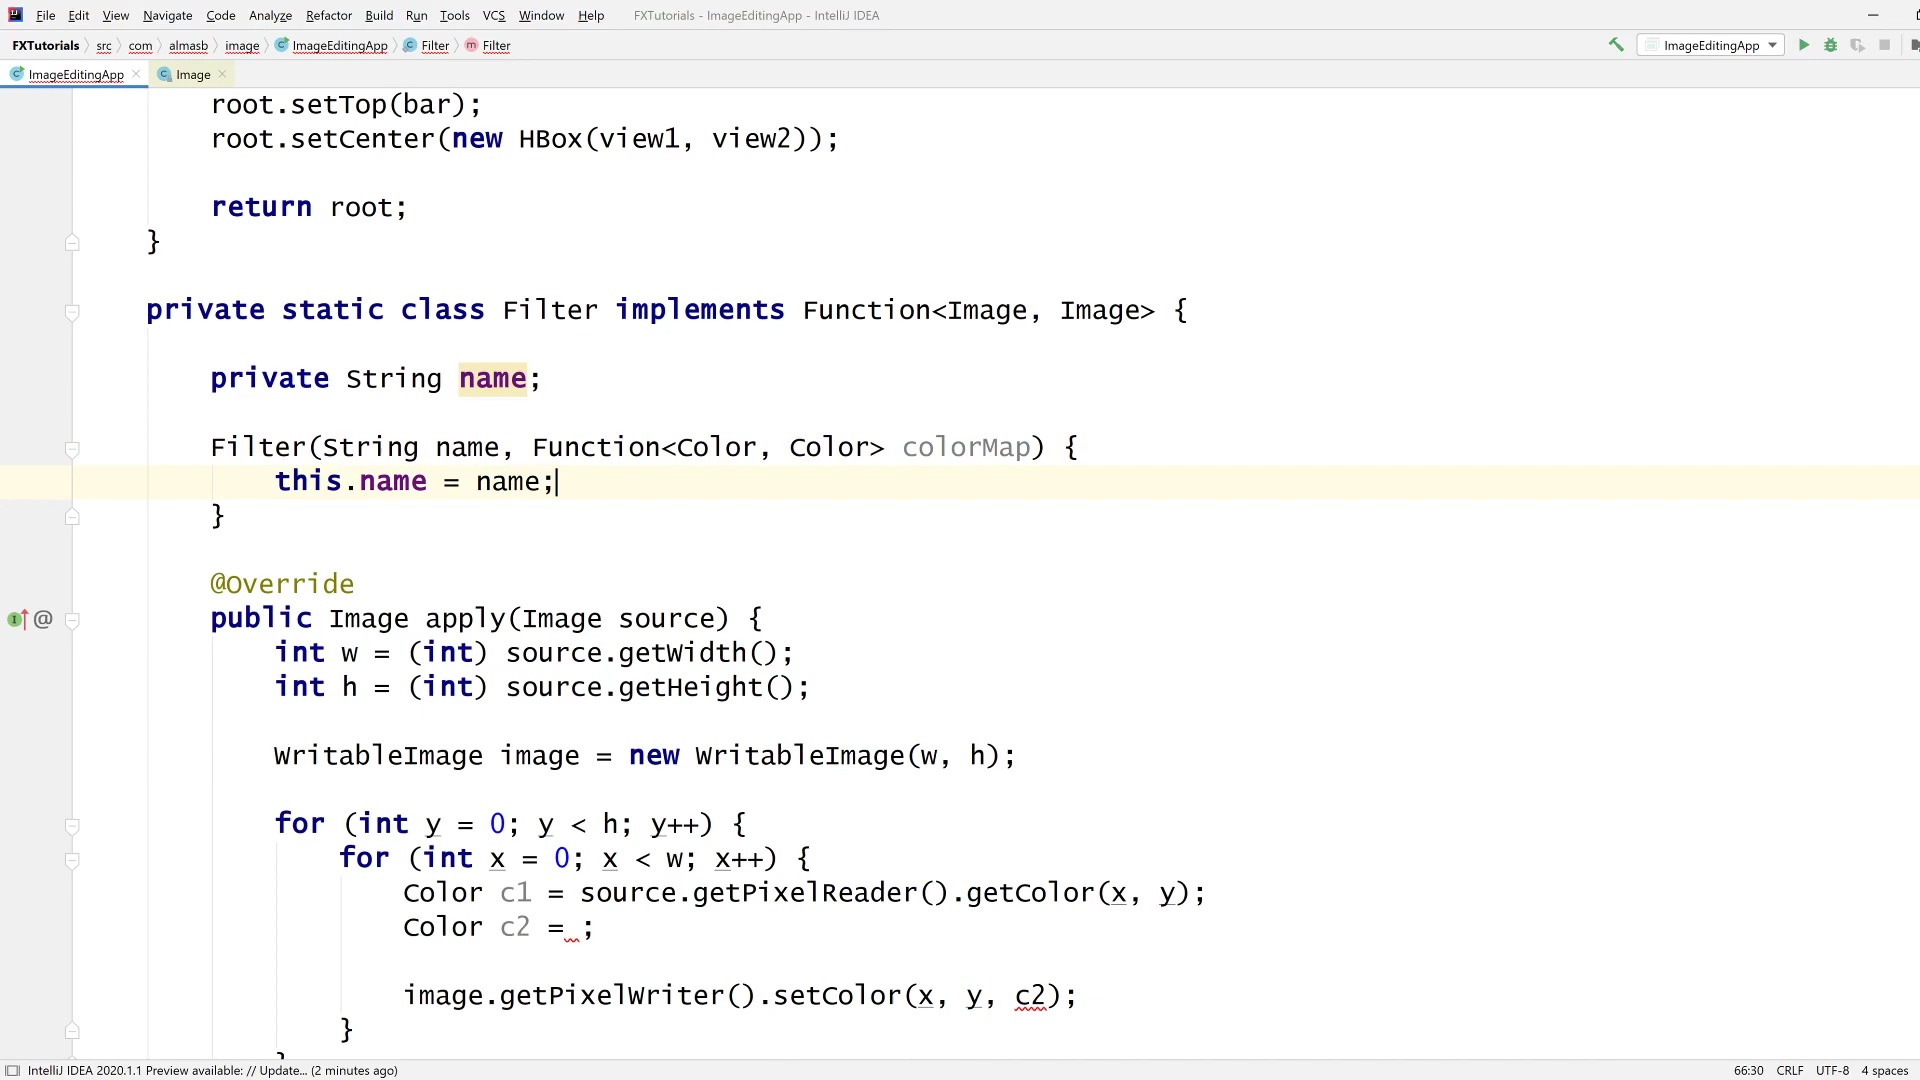 File Edit View Navigate Code Analyze Refactor Build Run Tools VCS Window Help FXTutorials - ImageEditingApp - IntelliJ IDEA
FXTutorials src com almasb image ImageEditingApp Filter Filter ImageEditingApp
ImageEditingApp Image
root.setTop(bar);
root.setCenter(new HBox(view1, view2));
return root;
}
private static class Filter implements Function<Image, Image> {
private String name;
Filter(String name, Function<Color, Color> colorMap) {
this.name = name;
}
@Override
public Image apply(Image source) {
int w = (int) source.getWidth();
int h = (int) source.getHeight();
WritableImage image = new WritableImage(w, h);
for (int y = 0; y < h; y++) {
for (int x = 0; x < w; x++) {
Color c1 = source.getPixelReader().getColor(x, y);
Color c2 = ;
image.getPixelWriter().setColor(x, y, c2);
}
}
IntelliJ IDEA 2020.1.1 Preview available: // Update... (2 minutes ago) 66:30 CRLF UTF-8 4 spaces